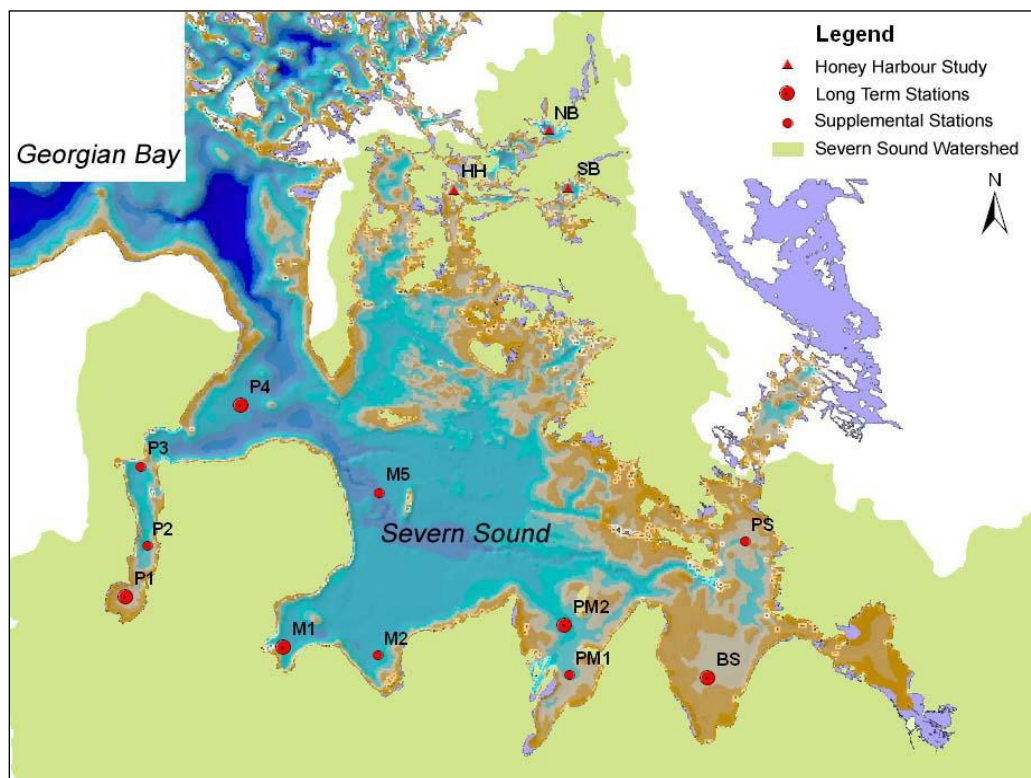 Legend
Honey Harbour Study
Long Term Stations
Supplemental Stations
Severn Sound Watershed
N
Georgian Bay
NB
HH
SB
P4
P3
M5
P2
Severn Sound
PS
P1
PM2
M1
M2
PM1
BS